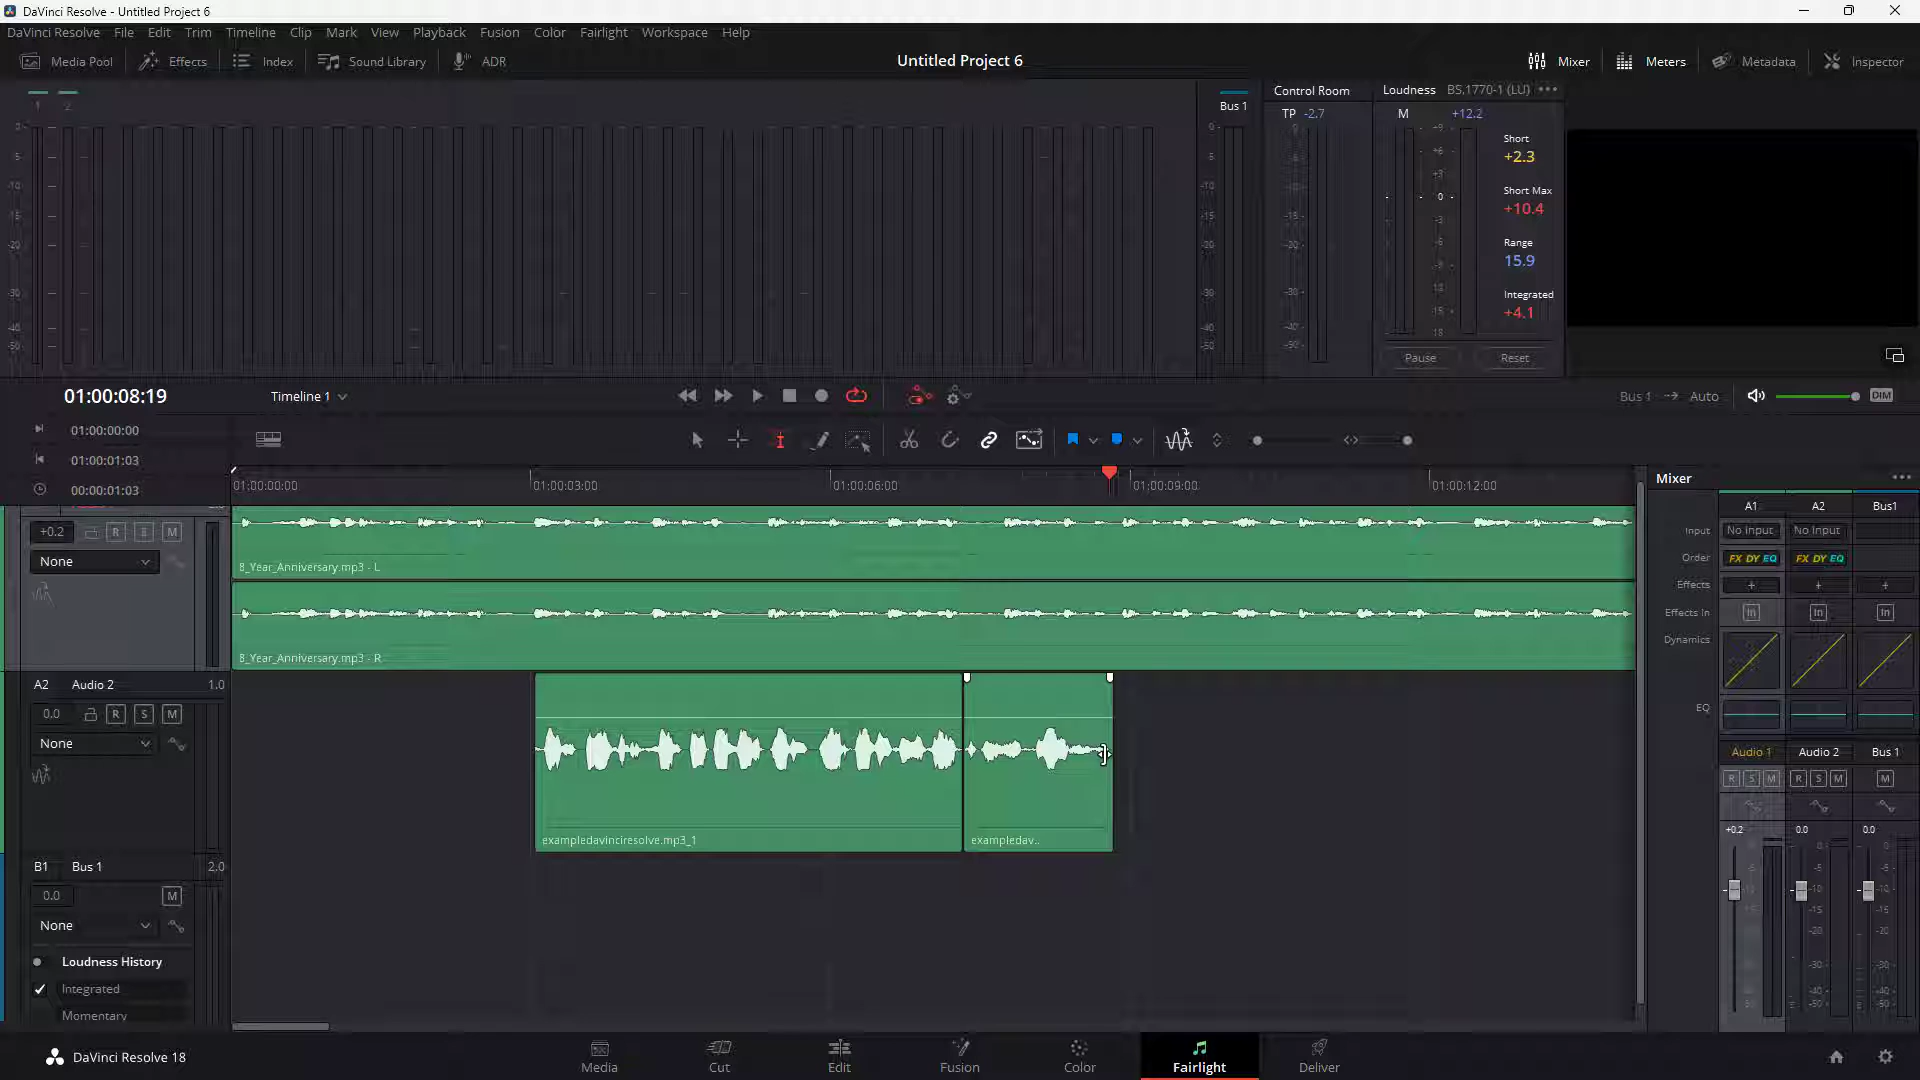 DaVinci Resolve - Untitled Project 6
DaVinci Resolve File Edit Trim Timeline Clip Mark View Playback Fusion Color Fairlight Workspace Help
Media Pool Effects Index Sound Library ADR Untitled Project 6 Mixer Meters Metadata Inspector
1 2 Bus 1 Control Room Loudness BS.1770-1 (LU)
TP -2.7 M +12.2
Short
+2.3
Short Max
+10.4
Range
15.9
Integrated
+4.1
Pause Reset
01:00:08:19 Timeline 1 Bus 1 Auto DIM
01:00:00:00
01:00:01:03
00:00:01:03
01:00:00:00 01:00:03:00 01:00:06:00 01:00:09:00 01:00:12:00
+0.2 R S M
None
8_Year_Anniversary.mp3 - L
8_Year_Anniversary.mp3 - R
A2 Audio 2 1.0
0.0 R S M
None
exampledavinciresolve.mp3_1 exampledav..
B1 Bus 1 2.0
0.0 M
None
Loudness History
Integrated
Momentary
Mixer
A1 A2 Bus1
Input No Input No Input
Order FX DY EQ FX DY EQ
Effects + + +
Effects In In In In
Dynamics
EQ
Audio 1 Audio 2 Bus 1
R S M R S M M
+0.2 0.0 0.0
DaVinci Resolve 18 Media Cut Edit Fusion Color Fairlight Deliver